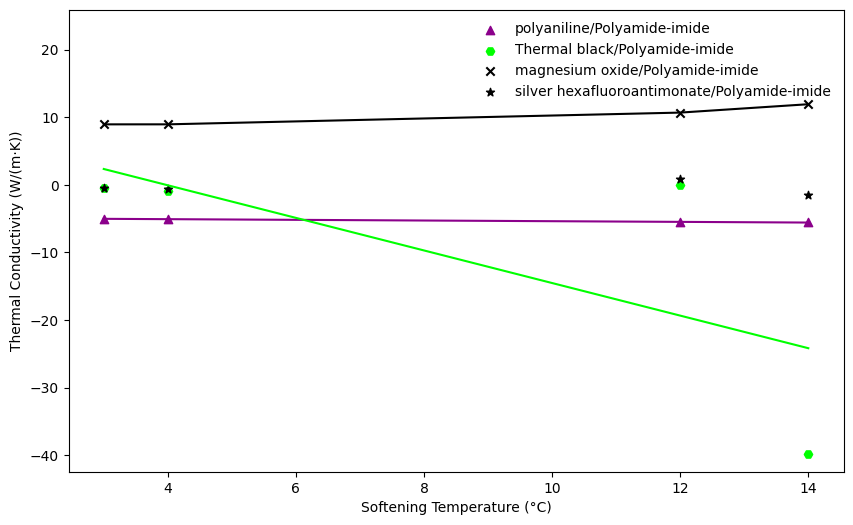 polyaniline/Polyamide-imide
Thermal black/Polyamide-imide
magnesium oxide/Polyamide-imide
silver hexafluoroantimonate/Polyamide-imide
20
10
0
−10
−20
−30
−40
Thermal Conductivity (W/(m·K))
4 6 8 10 12 14
Softening Temperature (°C)